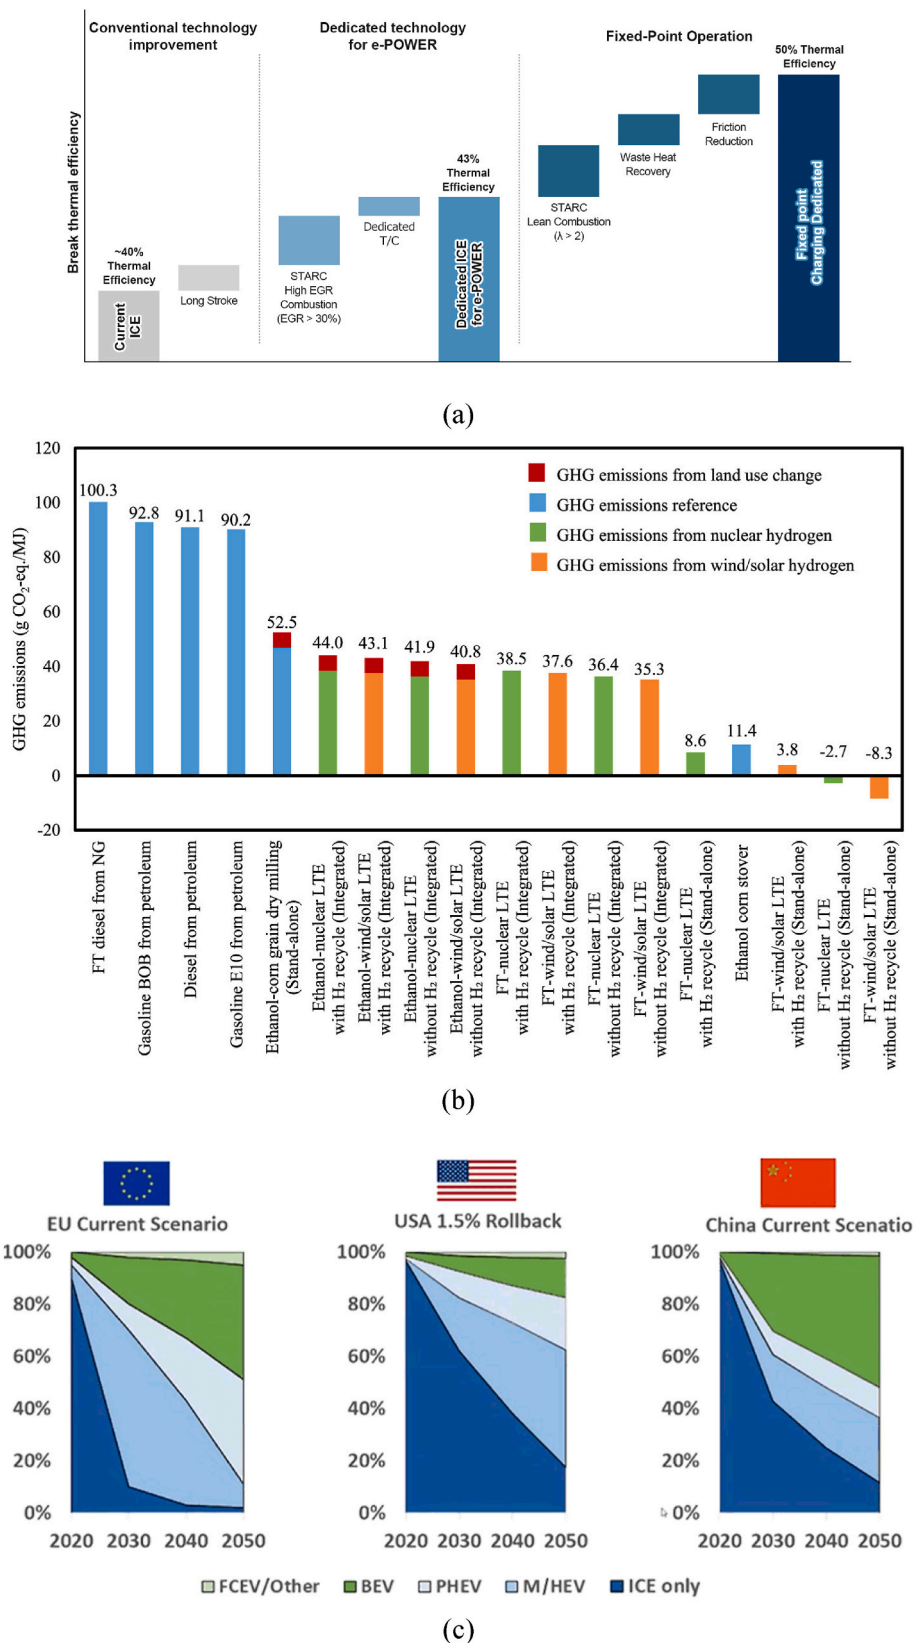 Conventional technology
improvement
Dedicated technology
for e-POWER
Fixed-Point Operation
50% Thermal
Efficiency
Break thermal efficiency
~40%
Thermal
Efficiency
Current
ICE
Long Stroke
STARC
High EGR
Combustion
(EGR > 30%)
Dedicated
T/C
43%
Thermal
Efficiency
Dedicated ICE
for e-POWER
STARC
Lean Combustion
(λ > 2)
Waste Heat
Recovery
Friction
Reduction
Fixed point
Charging Dedicated
(a)
GHG emissions (g CO₂-eq./MJ)
120
100
80
60
40
20
0
-20
GHG emissions from land use change
GHG emissions reference
GHG emissions from nuclear hydrogen
GHG emissions from wind/solar hydrogen
100.3
92.8
91.1
90.2
52.5
44.0
43.1
41.9
40.8
38.5
37.6
36.4
35.3
8.6
11.4
3.8
-2.7
-8.3
FT diesel from NG
Gasoline BOB from petroleum
Diesel from petroleum
Gasoline E10 from petroleum
Ethanol-corn grain dry milling
(Stand-alone)
Ethanol-nuclear LTE
with H₂ recycle (Integrated)
Ethanol-wind/solar LTE
with H₂ recycle (Integrated)
Ethanol-nuclear LTE
without H₂ recycle (Integrated)
Ethanol-wind/solar LTE
without H₂ recycle (Integrated)
FT-nuclear LTE
with H₂ recycle (Integrated)
FT-wind/solar LTE
with H₂ recycle (Integrated)
FT-nuclear LTE
without H₂ recycle (Integrated)
FT-wind/solar LTE
without H₂ recycle (Integrated)
FT-nuclear LTE
with H₂ recycle (Stand-alone)
Ethanol corn stover
FT-wind/solar LTE
with H₂ recycle (Stand-alone)
FT-nuclear LTE
without H₂ recycle (Stand-alone)
FT-wind/solar LTE
without H₂ recycle (Stand-alone)
(b)
EU Current Scenario
100%
80%
60%
40%
20%
0%
2020 2030 2040 2050
USA 1.5% Rollback
100%
80%
60%
40%
20%
0%
2020 2030 2040 2050
China Current Scenatio
100%
80%
60%
40%
20%
0%
2020 2030 2040 2050
FCEV/Other BEV PHEV M/HEV ICE only
(c)